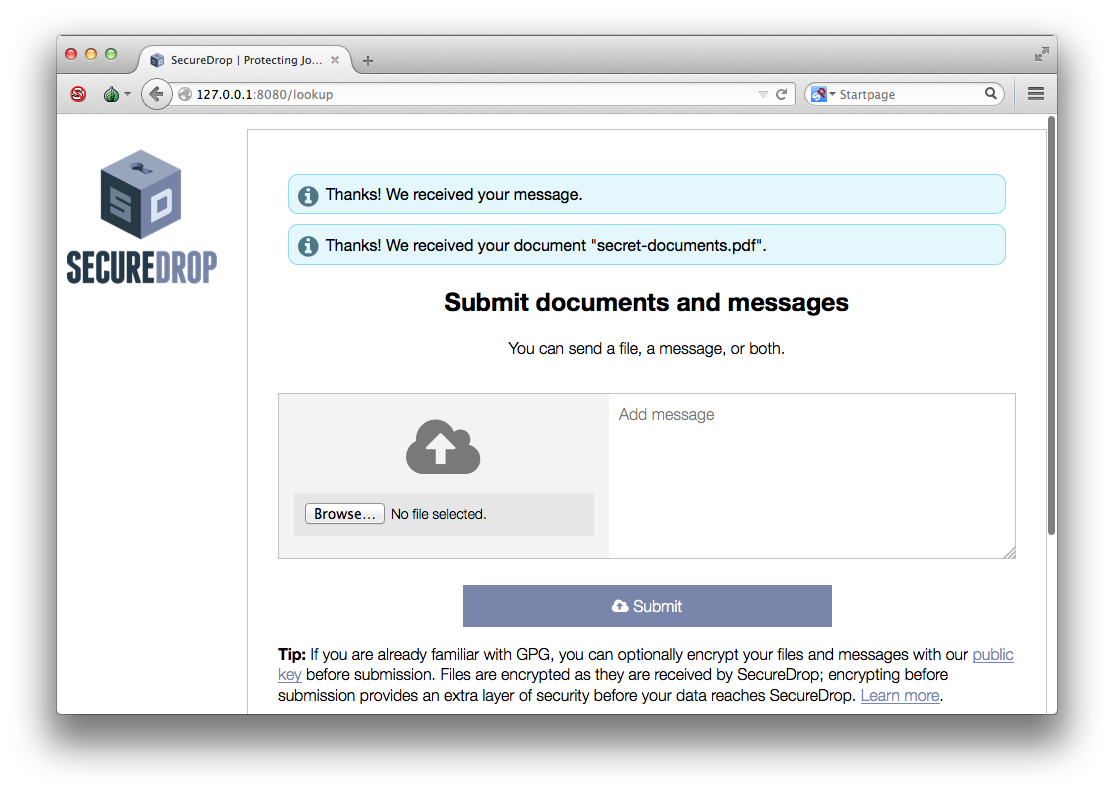 SecureDrop | Protecting Jo...
127.0.0.1:8080/lookup
Startpage
SD
SECUREDROP
Thanks! We received your message.
Thanks! We received your document "secret-documents.pdf".
Submit documents and messages
You can send a file, a message, or both.
Add message
Browse... No file selected.
Submit
Tip: If you are already familiar with GPG, you can optionally encrypt your files and messages with our public
key before submission. Files are encrypted as they are received by SecureDrop; encrypting before
submission provides an extra layer of security before your data reaches SecureDrop. Learn more.